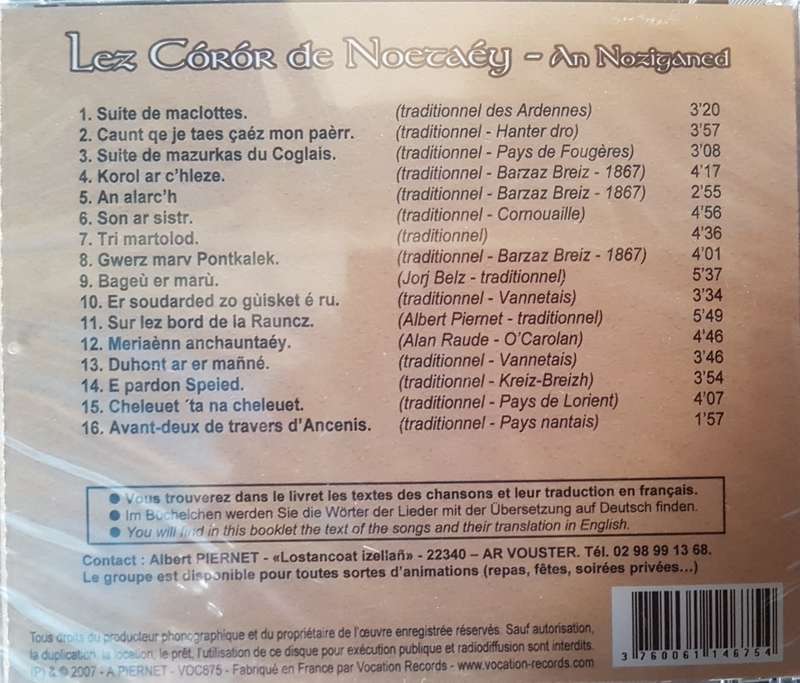 Lez Córór de Noetaéy - An Noziganed
1. Suite de maclottes. (traditionnel des Ardennes) 3'20
2. Caunt qe je taes çaéz mon paèrr. (traditionnel - Hanter dro) 3'57
3. Suite de mazurkas du Coglais. (traditionnel - Pays de Fougères) 3'08
4. Korol ar c'hleze. (traditionnel - Barzaz Breiz - 1867) 4'17
5. An alarc'h (traditionnel - Barzaz Breiz - 1867) 2'55
6. Son ar sistr. (traditionnel - Cornouaille) 4'56
7. Tri martolod. (traditionnel) 4'36
8. Gwerz marv Pontkalek. (traditionnel - Barzaz Breiz - 1867) 4'01
9. Bageù er marù. (Jorj Belz - traditionnel) 5'37
10. Er soudarded zo gùisket é ru. (traditionnel - Vannetais) 3'34
11. Sur lez bord de la Rauncz. (Albert Piernet - traditionnel) 5'49
12. Meriaènn anchauntaéy. (Alan Raude - O'Carolan) 4'46
13. Duhont ar er mañné. (traditionnel - Vannetais) 3'46
14. E pardon Speied. (traditionnel - Kreiz-Breizh) 3'54
15. Cheleuet ´ta na cheleuet. (traditionnel - Pays de Lorient) 4'07
16. Avant-deux de travers d'Ancenis. (traditionnel - Pays nantais) 1'57
● Vous trouverez dans le livret les textes des chansons et leur traduction en français.
● Im Büchelchen werden Sie die Wörter der Lieder mit der Übersetzung auf Deutsch finden.
● You will find in this booklet the text of the songs and their translation in English.
Contact : Albert PIERNET - «Lostancoat izellañ» - 22340 – AR VOUSTER. Tél. 02 98 99 13 68.
Le groupe est disponible pour toutes sortes d'animations (repas, fêtes, soirées privées...)
Tous droits du producteur phonographique et du propriétaire de l'œuvre enregistrée réservés. Sauf autorisation,
la duplication, la location, le prêt, l'utilisation de ce disque pour exécution publique et radiodiffusion sont interdits.
(P) & © 2007 - A PIERNET - VOC875 - Fabriqué en France par Vocation Records - www.vocation-records.com
3 760061 146754